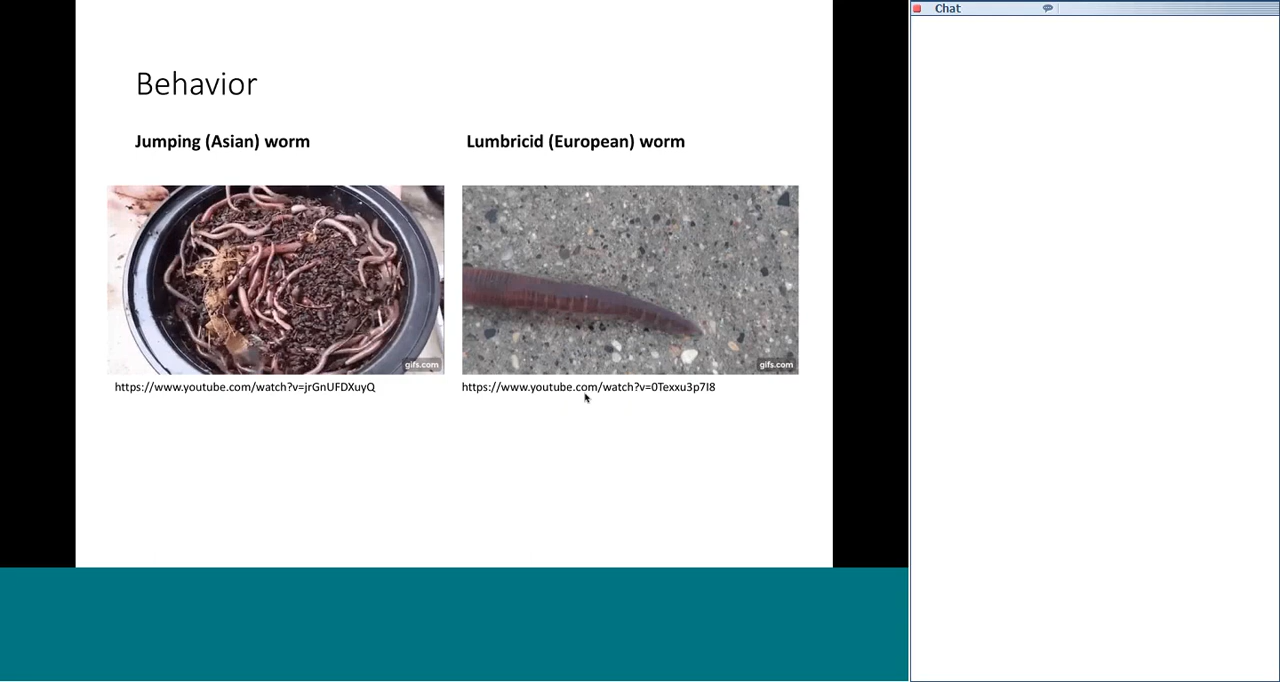 Chat
Behavior
Jumping (Asian) worm
Lumbricid (European) worm
gifs.com
gifs.com
https://www.youtube.com/watch?v=jrGnUFDXuyQ
https://www.youtube.com/watch?v=0Texxu3p7I8